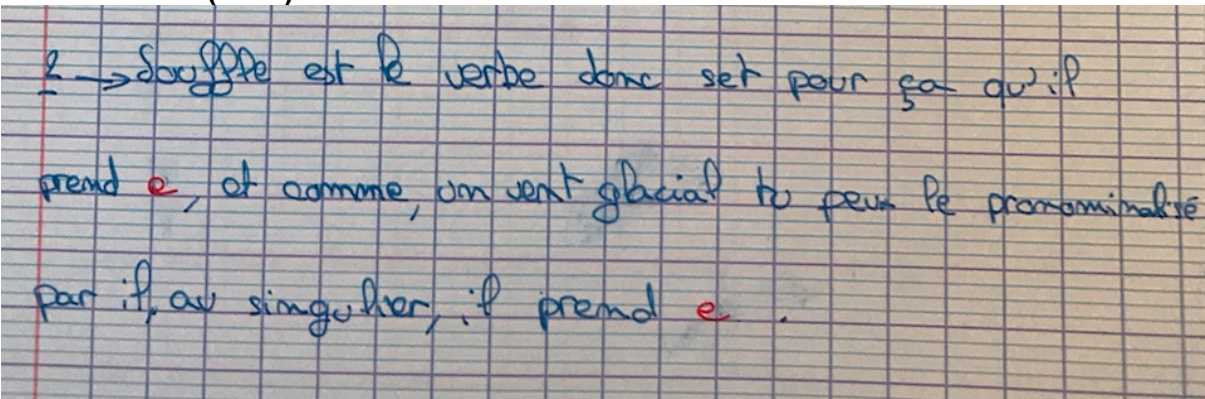 2 → Souffle est le verbe donc set pour ça qu'il
prend e, et comme, un vent glacial tu peux le pronominalisé
par il, au singulier, il prend e .